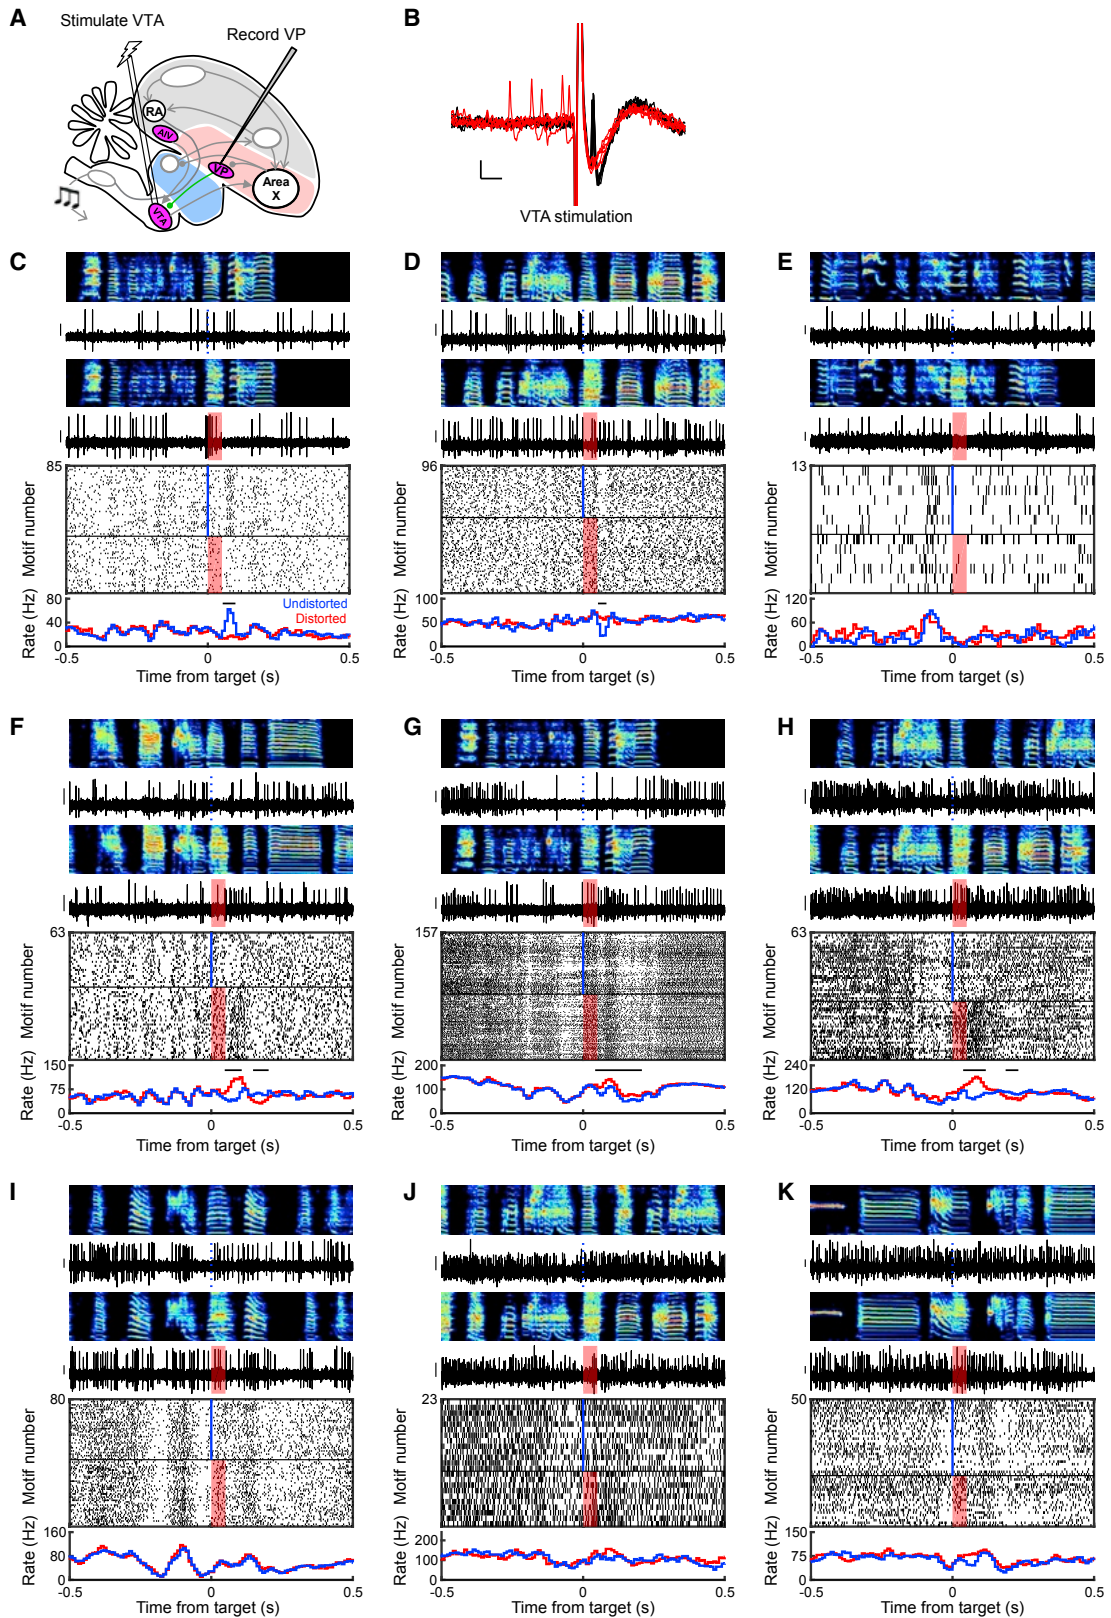 A
Stimulate VTA
Record VP
RA
AIV
VP
Area
X
VTA
B
VTA stimulation
C
85
Motif number
80
40
0
Rate (Hz)
Undistorted
Distorted
-0.5 0 0.5
Time from target (s)
D
96
Motif number
100
50
0
Rate (Hz)
-0.5 0 0.5
Time from target (s)
E
13
Motif number
120
60
0
Rate (Hz)
-0.5 0 0.5
Time from target (s)
F
63
Motif number
150
75
0
Rate (Hz)
-0.5 0 0.5
Time from target (s)
G
157
Motif number
200
100
0
Rate (Hz)
-0.5 0 0.5
Time from target (s)
H
63
Motif number
240
120
0
Rate (Hz)
-0.5 0 0.5
Time from target (s)
I
80
Motif number
160
80
0
Rate (Hz)
-0.5 0 0.5
Time from target (s)
J
23
Motif number
200
100
0
Rate (Hz)
-0.5 0 0.5
Time from target (s)
K
50
Motif number
150
75
0
Rate (Hz)
-0.5 0 0.5
Time from target (s)